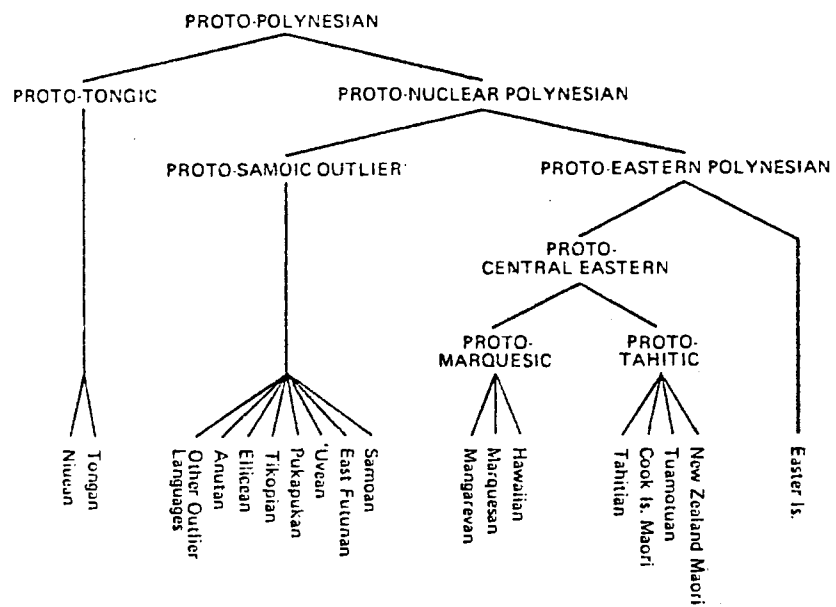 PROTO-POLYNESIAN
PROTO-TONGIC
PROTO-NUCLEAR POLYNESIAN
PROTO-SAMOIC OUTLIER
PROTO-EASTERN POLYNESIAN
PROTO-
CENTRAL EASTERN
PROTO-
MARQUESIC
PROTO-
TAHITIC
Niuean
Tongan
Other Outlier
Languages
Anutan
Ellicean
Tikopian
Pukapukan
'Uvean
East Futunan
Samoan
Mangarevan
Marquesan
Hawaiian
Tahitian
Cook Is. Maori
Tuamotuan
New Zealand Maori
Easter Is.